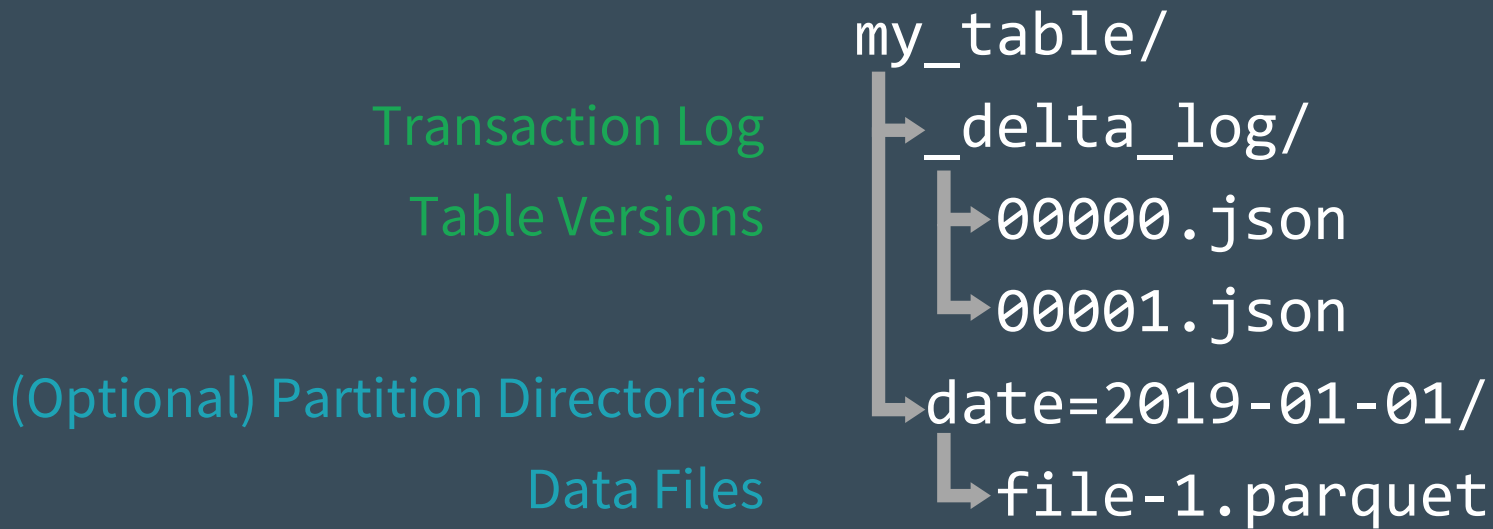 my_table/
Transaction Log _delta_log/
Table Versions 00000.json
00001.json
(Optional) Partition Directories date=2019-01-01/
Data Files file-1.parquet